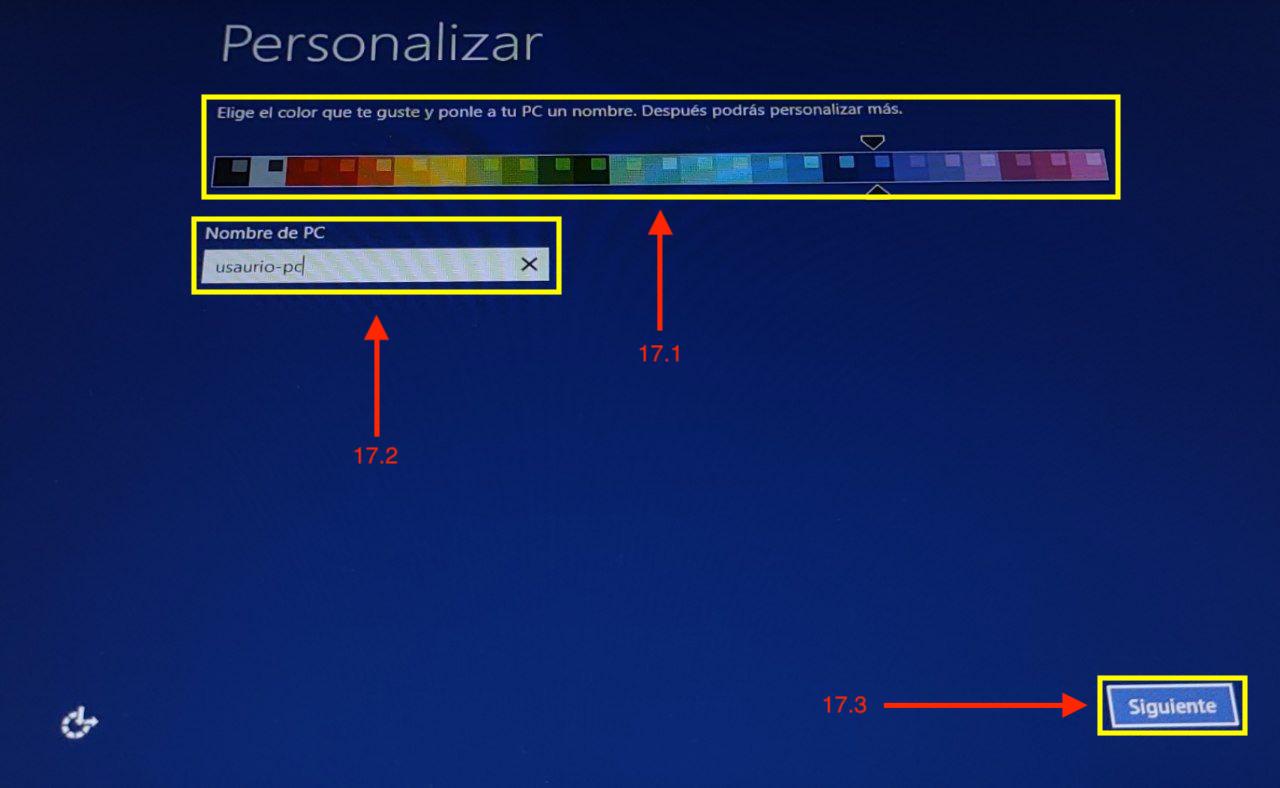 Personalizar
Elige el color que te guste y ponle a tu PC un nombre. Después podrás personalizar más.
Nombre de PC
usaurio-pc
17.1
17.2
17.3
Siguiente